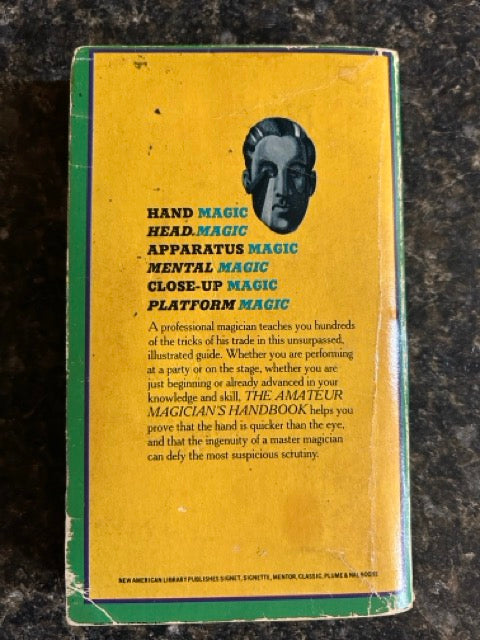 HAND MAGIC
HEAD MAGIC
APPARATUS MAGIC
MENTAL MAGIC
CLOSE-UP MAGIC
PLATFORM MAGIC
A professional magician teaches you hundreds
of the tricks of his trade in this unsurpassed,
illustrated guide. Whether you are performing
at a party or on the stage, whether you are
just beginning or already advanced in your
knowledge and skill, THE AMATEUR
MAGICIAN'S HANDBOOK helps you
prove that the hand is quicker than the eye,
and that the ingenuity of a master magician
can defy the most suspicious scrutiny.
NEW AMERICAN LIBRARY PUBLISHES SIGNET, SIGNETTE, MENTOR, CLASSIC, PLUME & NAL BOOKS